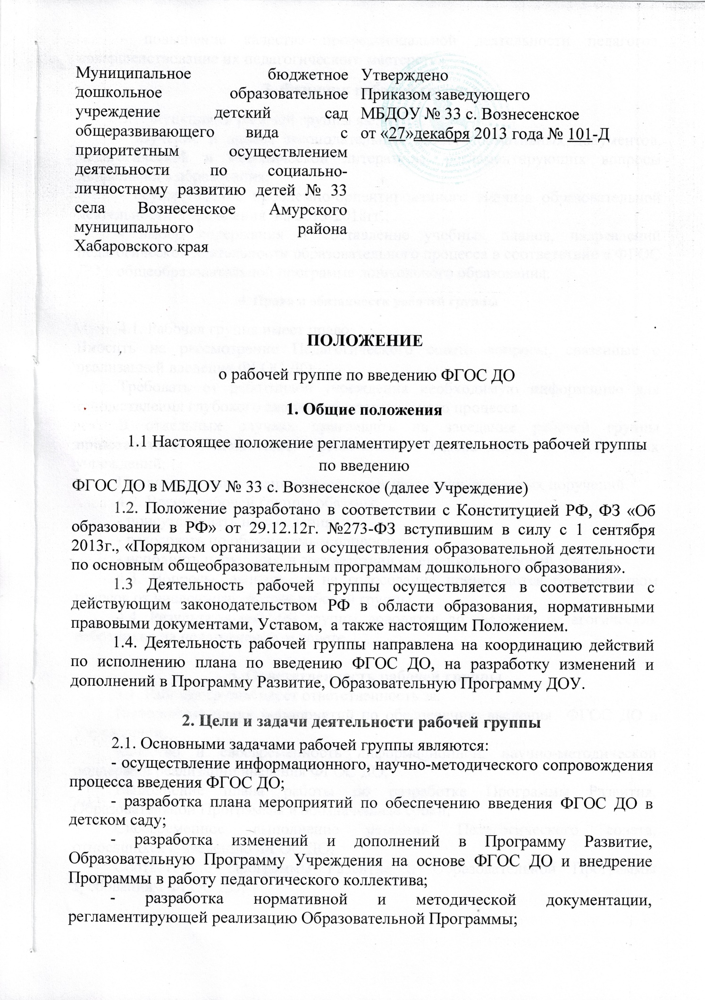 Муниципальное бюджетное
дошкольное образовательное
учреждение детский сад
общеразвивающего вида с
приоритетным осуществлением
деятельности по социально-
личностному развитию детей № 33
села Вознесенское Амурского
муниципального района
Хабаровского края
Утверждено
Приказом заведующего
МБДОУ № 33 с. Вознесенское
от «27»декабря 2013 года № 101-Д
ПОЛОЖЕНИЕ
о рабочей группе по введению ФГОС ДО
1. Общие положения
1.1 Настоящее положение регламентирует деятельность рабочей группы
по введению
ФГОС ДО в МБДОУ № 33 с. Вознесенское (далее Учреждение)
1.2. Положение разработано в соответствии с Конституцией РФ, ФЗ «Об
образовании в РФ» от 29.12.12г. №273-ФЗ вступившим в силу с 1 сентября
2013г., «Порядком организации и осуществления образовательной деятельности
по основным общеобразовательным программам дошкольного образования».
1.3 Деятельность рабочей группы осуществляется в соответствии с
действующим законодательством РФ в области образования, нормативными
правовыми документами, Уставом, а также настоящим Положением.
1.4. Деятельность рабочей группы направлена на координацию действий
по исполнению плана по введению ФГОС ДО, на разработку изменений и
дополнений в Программу Развитие, Образовательную Программу ДОУ.
2. Цели и задачи деятельности рабочей группы
2.1. Основными задачами рабочей группы являются:
- осуществление информационного, научно-методического сопровождения
процесса введения ФГОС ДО;
- разработка плана мероприятий по обеспечению введения ФГОС ДО в
детском саду;
- разработка изменений и дополнений в Программу Развитие,
Образовательную Программу Учреждения на основе ФГОС ДО и внедрение
Программы в работу педагогического коллектива;
- разработка нормативной и методической документации,
регламентирующей реализацию Образовательной Программы;